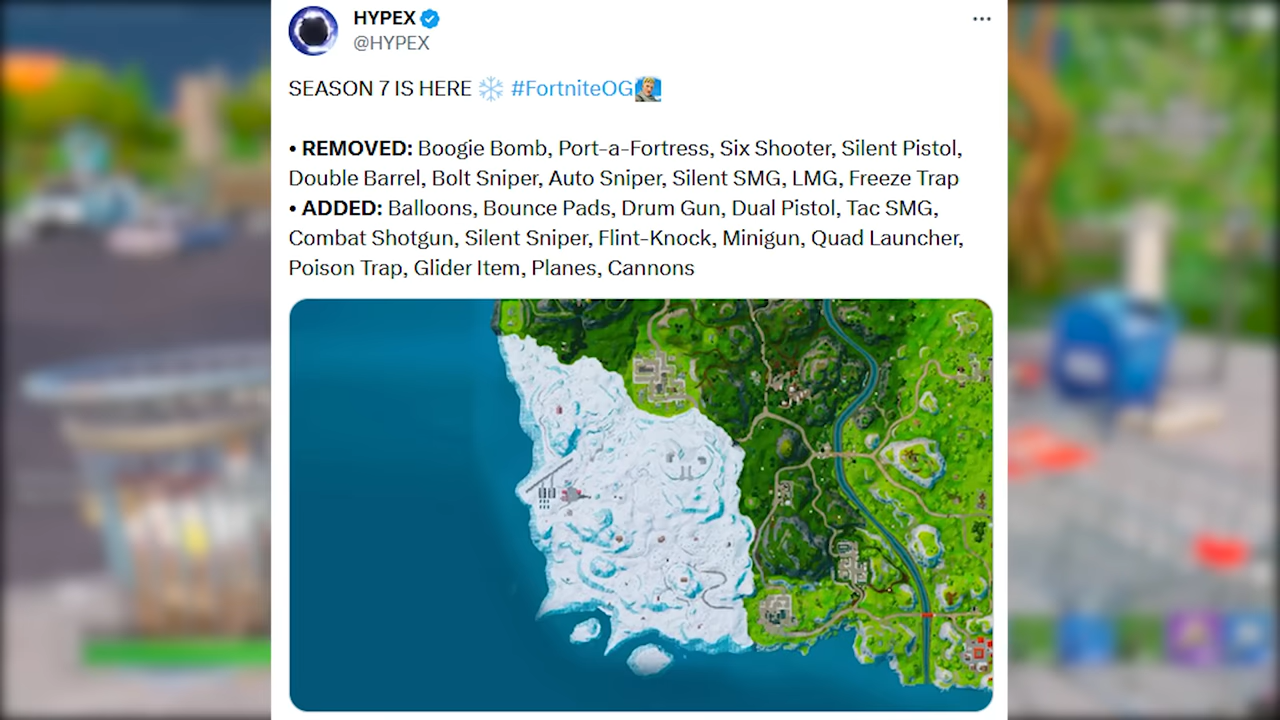 HYPEX
@HYPEX
SEASON 7 IS HERE ❄️ #FortniteOG
• REMOVED: Boogie Bomb, Port-a-Fortress, Six Shooter, Silent Pistol,
Double Barrel, Bolt Sniper, Auto Sniper, Silent SMG, LMG, Freeze Trap
• ADDED: Balloons, Bounce Pads, Drum Gun, Dual Pistol, Tac SMG,
Combat Shotgun, Silent Sniper, Flint-Knock, Minigun, Quad Launcher,
Poison Trap, Glider Item, Planes, Cannons